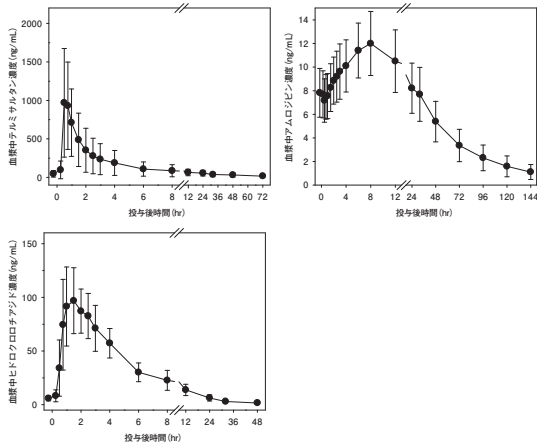 血漿中テルミサルタン濃度(ng/mL)
2000
1500
1000
500
0
0 2 4 6 8 12 24 36 48 60 72
投与後時間(hr)
血漿中アムロジピン濃度(ng/mL)
14
12
10
8
6
4
2
0
0 4 8 12 24 48 72 96 120 144
投与後時間(hr)
血漿中ヒドロクロロチアジド濃度(ng/mL)
150
100
50
0
0 2 4 6 8 12 24 36 48
投与後時間(hr)